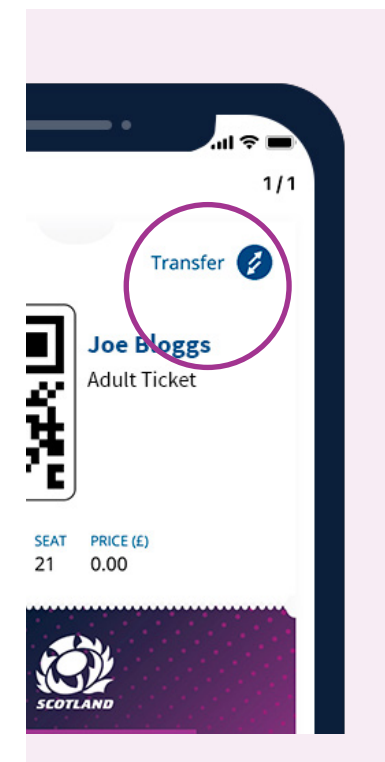 1/1
Transfer
Joe Bloggs
Adult Ticket
SEAT PRICE (£)
21 0.00
SCOTLAND